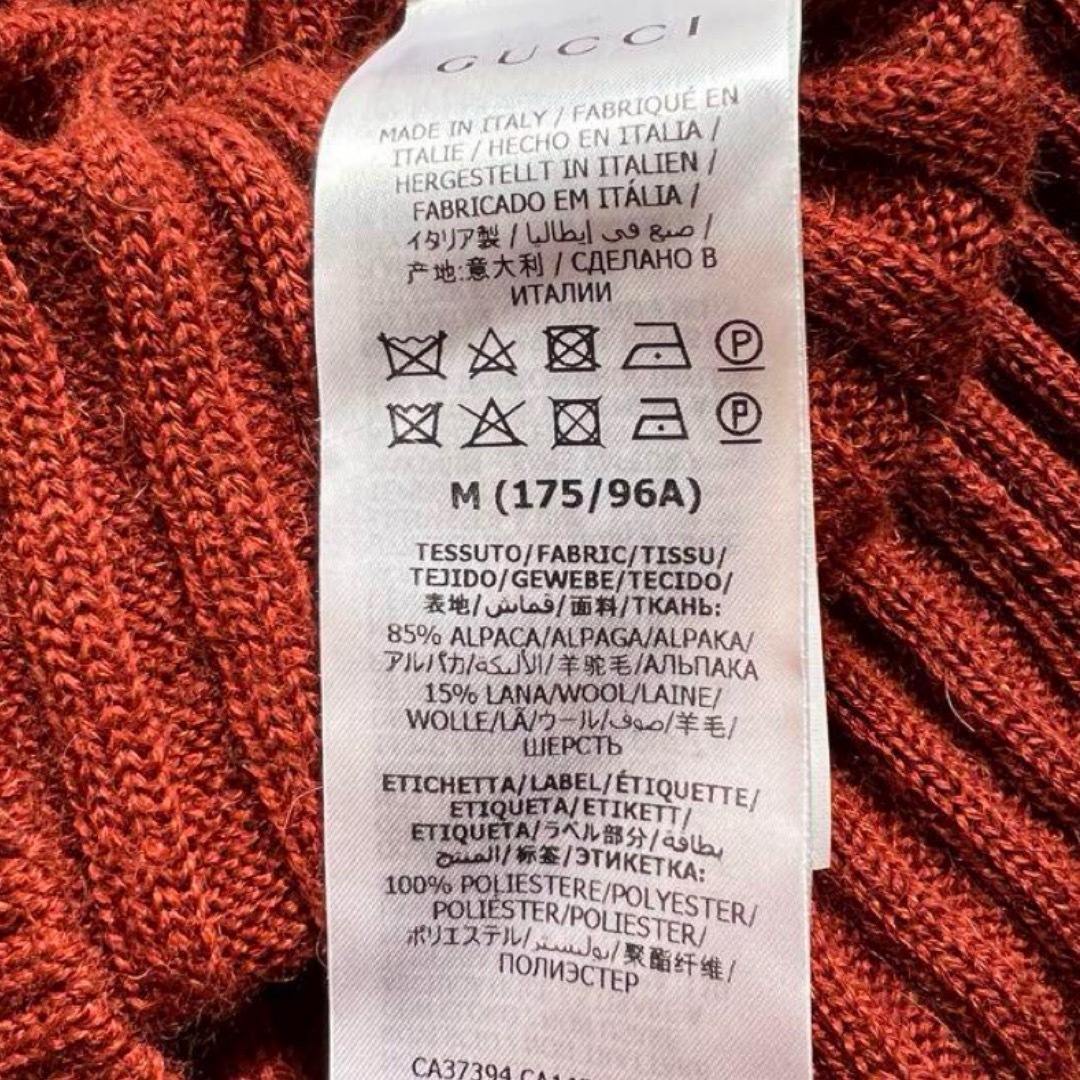 GUCCI
MADE IN ITALY / FABRIQUÉ EN
ITALIE / HECHO EN ITALIA /
HERGESTELLT IN ITALIEN /
FABRICADO EM ITÁLIA /
イタリア製 / صنع في إيطاليا /
产地:意大利 / СДЕЛАНО В
ИТАЛИИ
P
P
M (175/96A)
TESSUTO/FABRIC/TISSU/
TEJIDO/GEWEBE/TECIDO/
表地/قماش/面料/ТКАНЬ:
85% ALPACA/ALPAGA/ALPAKA/
アルパカ/الألبكة/羊驼毛/АЛЬПАКА
15% LANA/WOOL/LAINE/
WOLLE/LÃ/ウール/صوف/羊毛/
ШЕРСТЬ
ETICHETTA/LABEL/ÉTIQUETTE/
ETIQUETA/ETIKETT/
ETIQUETA/ラベル部分/بطاقة
المنتج/标签/ЭТИКЕТКА:
100% POLIESTERE/POLYESTER/
POLIÉSTER/POLIESTER/
ポリエステル/بوليستر/聚酯纤维/
ПОЛИЭСТЕР
CA37394